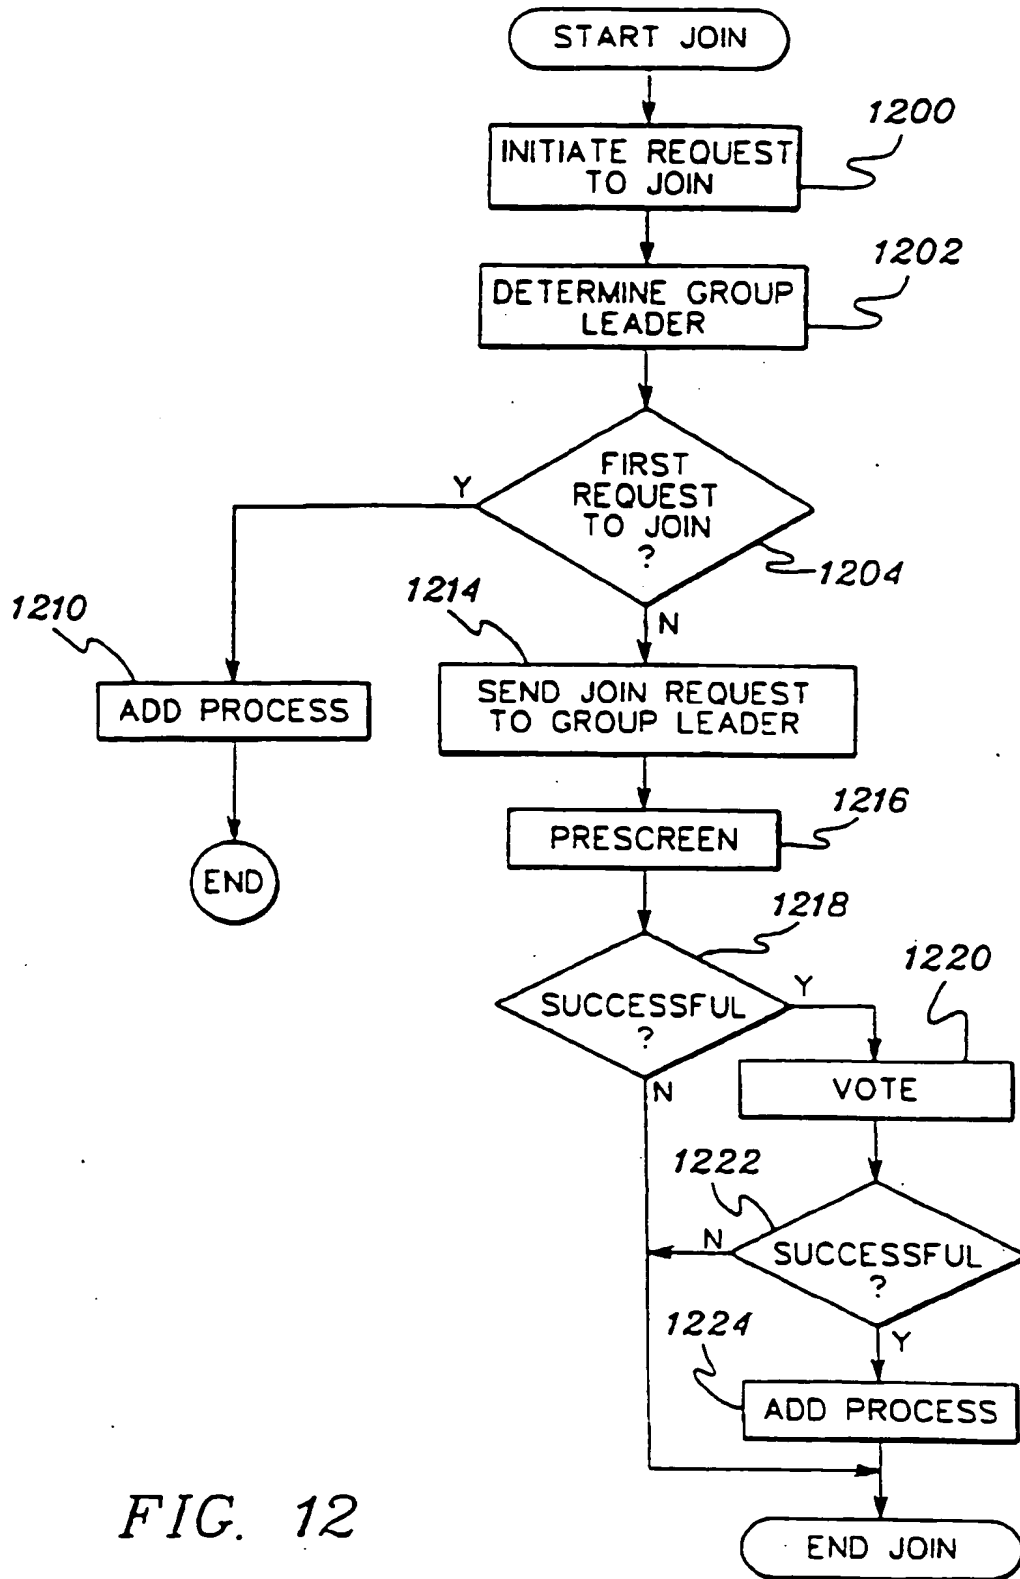 START JOIN
1200
INITIATE REQUEST
TO JOIN
1202
DETERMINE GROUP
LEADER
FIRST
REQUEST
TO JOIN
?
Y
1204
N
1210
1214
ADD PROCESS
SEND JOIN REQUEST
TO GROUP LEADER
1216
PRESCREEN
END
1218
SUCCESSFUL
?
Y
N
1220
VOTE
1222
SUCCESSFUL
?
N
Y
1224
ADD PROCESS
END JOIN
FIG. 12